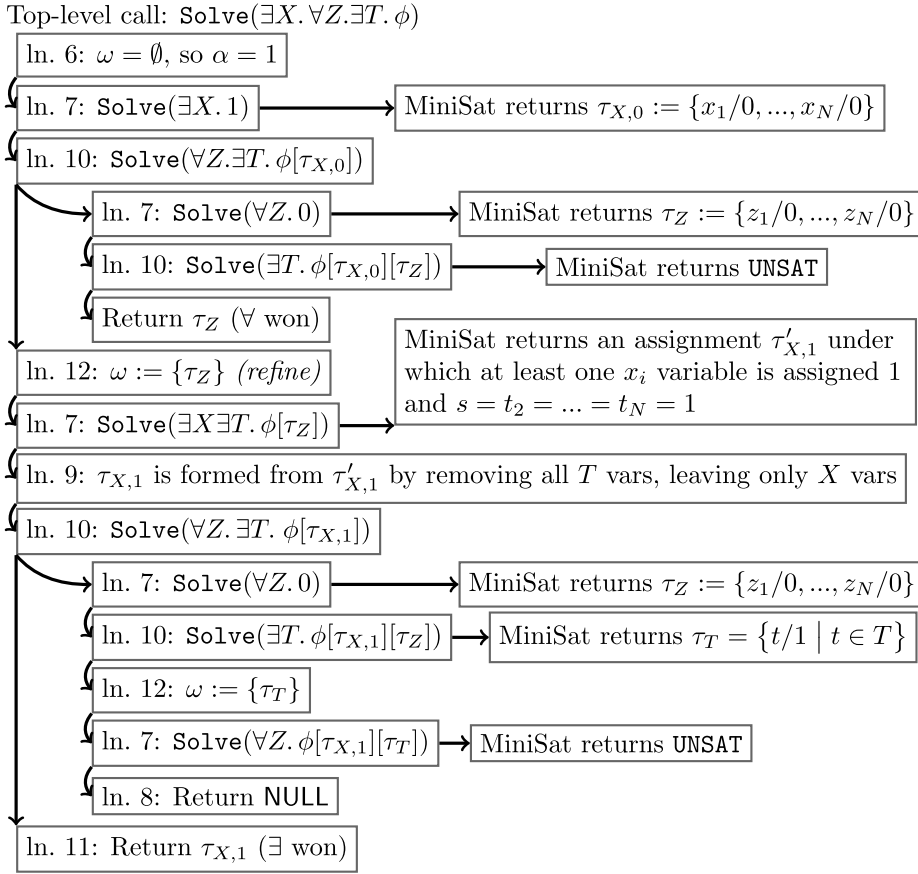 Top-level call: Solve(∃X. ∀Z.∃T. ϕ)
ln. 6: ω = ∅, so α = 1
ln. 7: Solve(∃X. 1)
MiniSat returns τ_{X,0} := {x_1/0, ..., x_N/0}
ln. 10: Solve(∀Z.∃T. ϕ[τ_{X,0}])
ln. 7: Solve(∀Z. 0)
MiniSat returns τ_Z := {z_1/0, ..., z_N/0}
ln. 10: Solve(∃T. ϕ[τ_{X,0}][τ_Z])
MiniSat returns UNSAT
Return τ_Z (∀ won)
ln. 12: ω := {τ_Z} (refine)
ln. 7: Solve(∃X∃T. ϕ[τ_Z])
MiniSat returns an assignment τ′_{X,1} under
which at least one x_i variable is assigned 1
and s = t_2 = ... = t_N = 1
ln. 9: τ_{X,1} is formed from τ′_{X,1} by removing all T vars, leaving only X vars
ln. 10: Solve(∀Z. ∃T. ϕ[τ_{X,1}])
ln. 7: Solve(∀Z. 0)
MiniSat returns τ_Z := {z_1/0, ..., z_N/0}
ln. 10: Solve(∃T. ϕ[τ_{X,1}][τ_Z])
MiniSat returns τ_T = {t/1 | t ∈ T}
ln. 12: ω := {τ_T}
ln. 7: Solve(∀Z. ϕ[τ_{X,1}][τ_T])
MiniSat returns UNSAT
ln. 8: Return NULL
ln. 11: Return τ_{X,1} (∃ won)